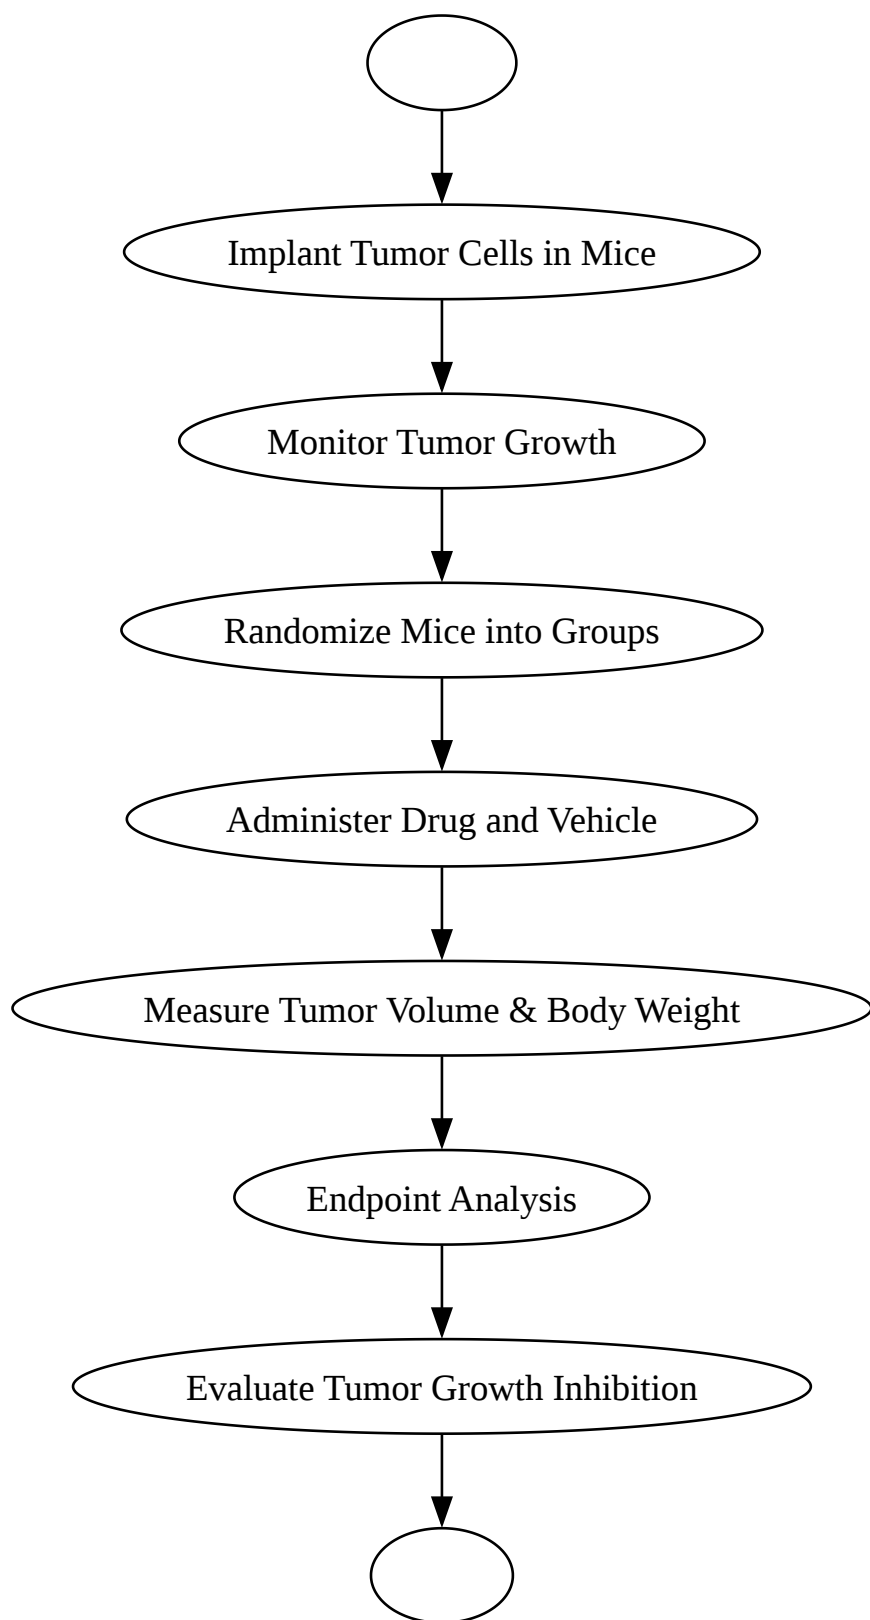 Implant Tumor Cells in Mice
Monitor Tumor Growth
Randomize Mice into Groups
Administer Drug and Vehicle
Measure Tumor Volume & Body Weight
Endpoint Analysis
Evaluate Tumor Growth Inhibition